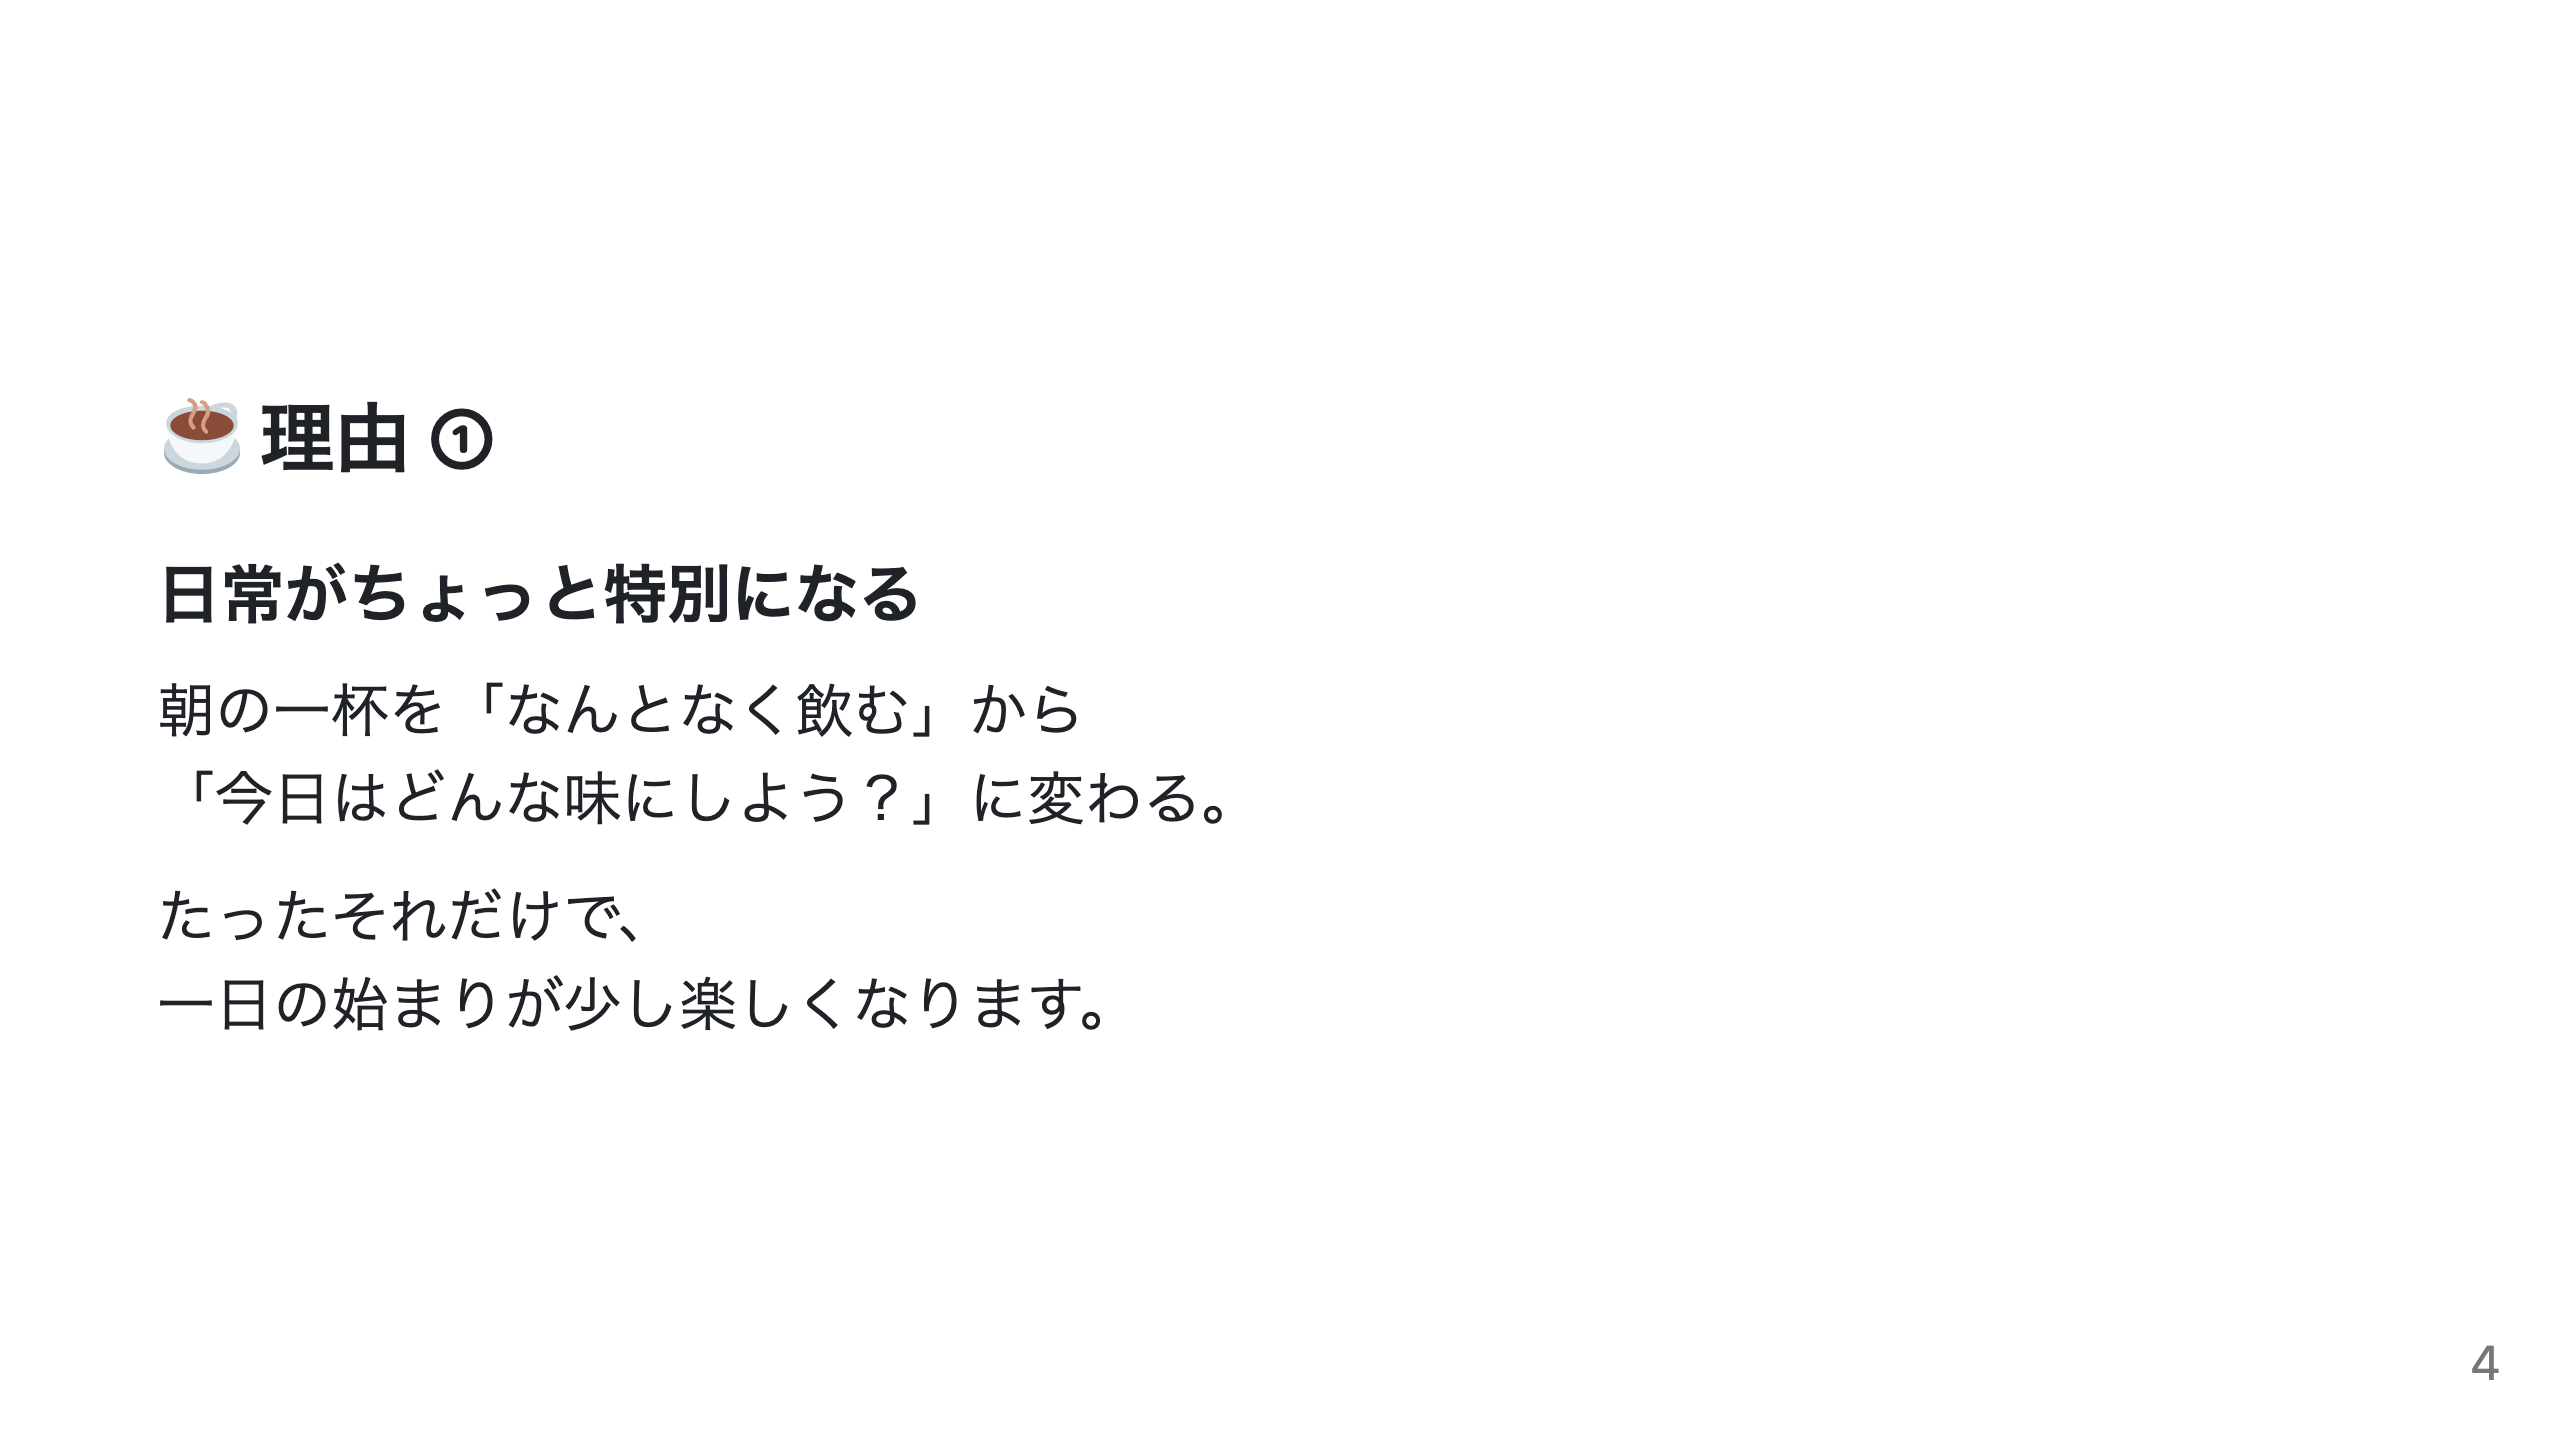 ☕ 理由 ①
日常がちょっと特別になる
朝の一杯を「なんとなく飲む」から
「今日はどんな味にしよう？」に変わる。
たったそれだけで、
一日の始まりが少し楽しくなります。
4